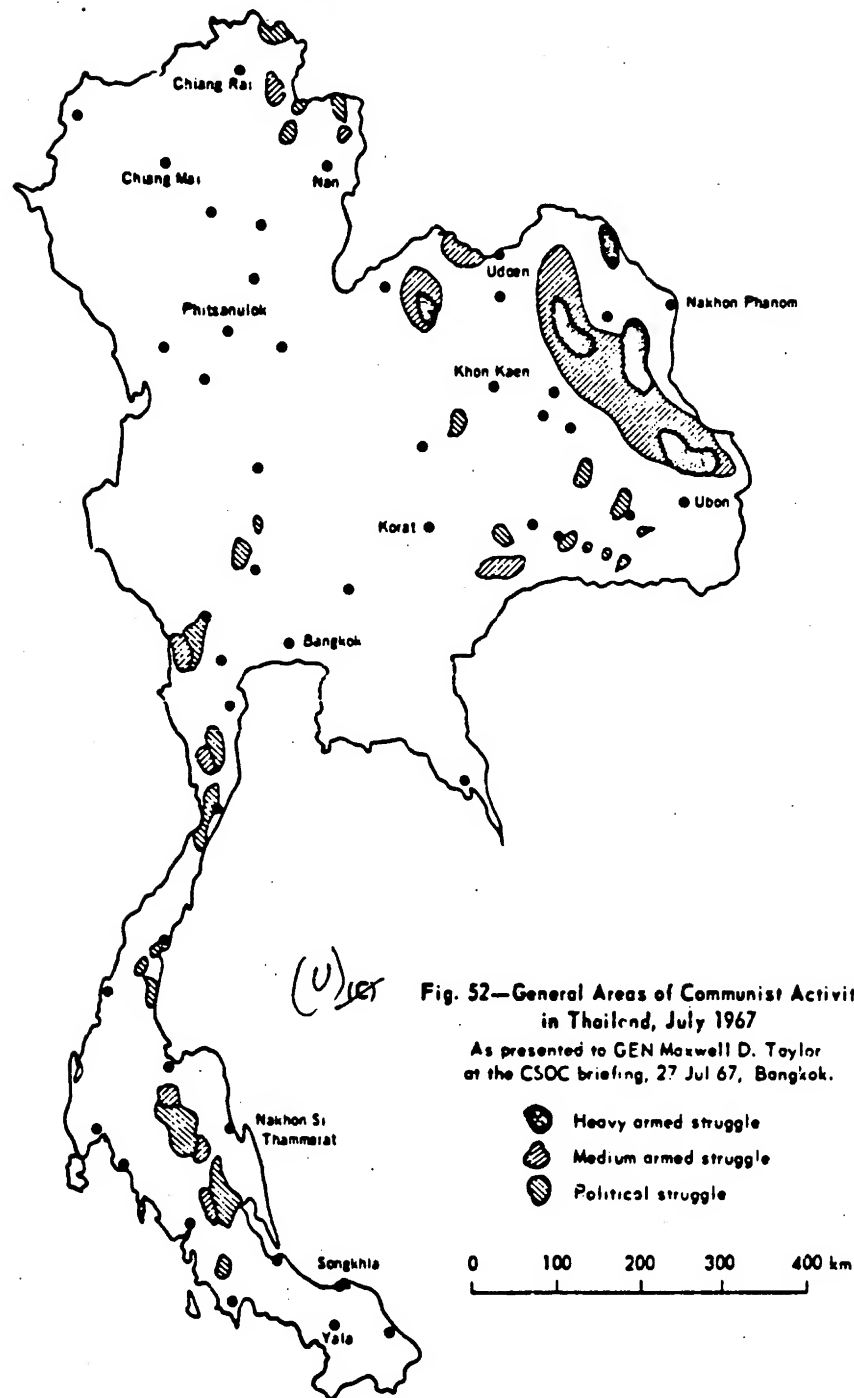 Chiang Rai
Chiang Mai
Nan
Udorn
Nakhon Phanom
Phitsanulok
Khon Kaen
Ubon
Korat
Bangkok
(U)
Fig. 52—General Areas of Communist Activit
in Thailand, July 1967
As presented to GEN Maxwell D. Taylor
at the CSOC briefing, 27 Jul 67, Bangkok.
Heavy armed struggle
Medium armed struggle
Political struggle
Nakhon Si
Thammarat
Songkhla
Yala
0 100 200 300 400 km